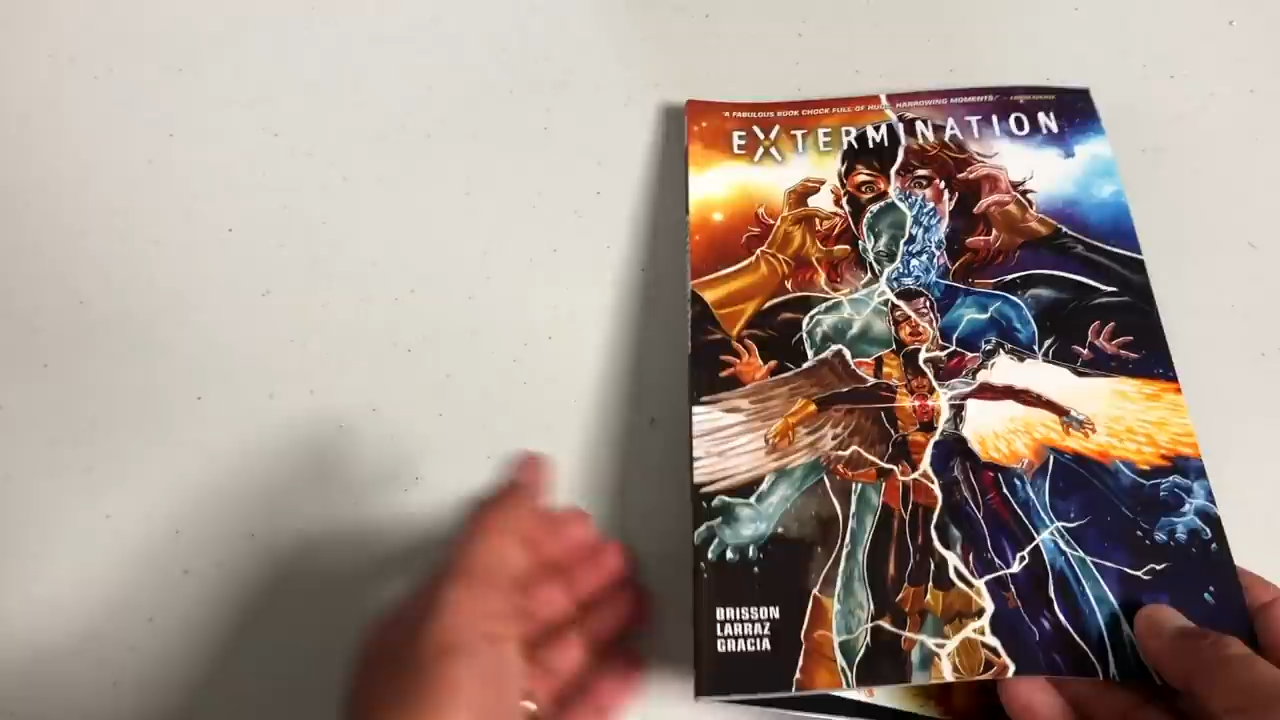 "A FABULOUS BOOK CHOCK FULL OF HUGE, HARROWING MOMENTS!" –
EXTERMINATION
BRISSON
LARRAZ
GRACIA